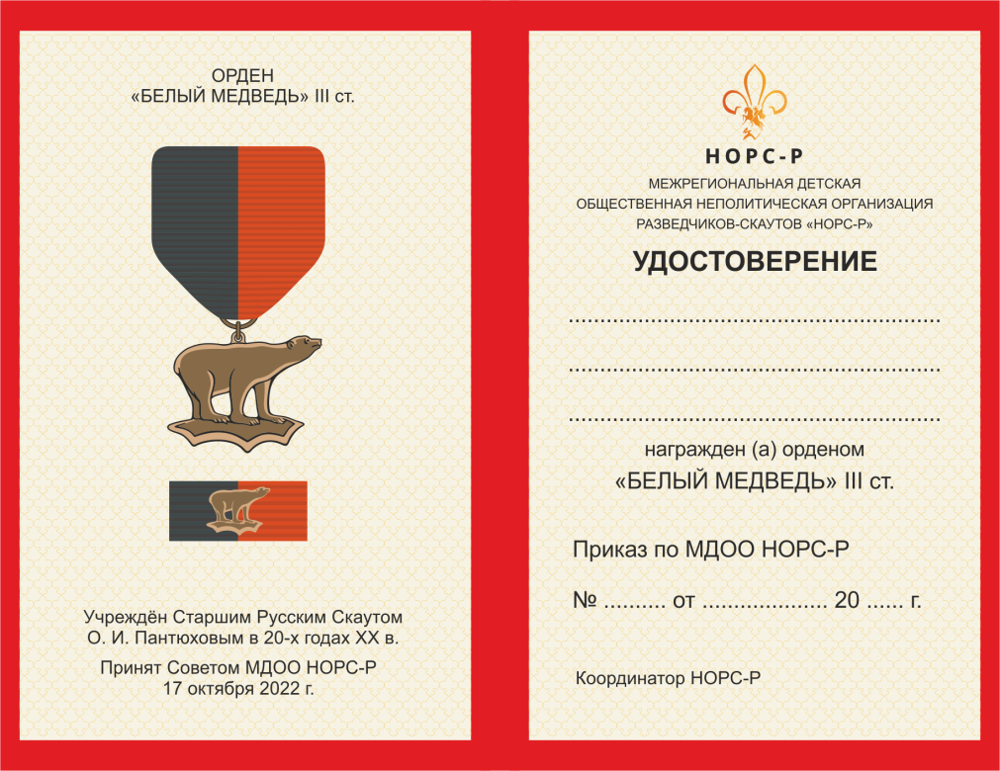 ОРДЕН
«БЕЛЫЙ МЕДВЕДЬ» III ст.
Учреждён Старшим Русским Скаутом
О. И. Пантюховым в 20-х годах XX в.
Принят Советом МДОО НОРС-Р
17 октября 2022 г.
НОРС-Р
МЕЖРЕГИОНАЛЬНАЯ ДЕТСКАЯ
ОБЩЕСТВЕННАЯ НЕПОЛИТИЧЕСКАЯ ОРГАНИЗАЦИЯ
РАЗВЕДЧИКОВ-СКАУТОВ «НОРС-Р»
УДОСТОВЕРЕНИЕ
...........................................................
...........................................................
...........................................................
награжден (а) орденом
«БЕЛЫЙ МЕДВЕДЬ» III ст.
Приказ по МДОО НОРС-Р
№ .......... от .................... 20 ...... г.
Координатор НОРС-Р